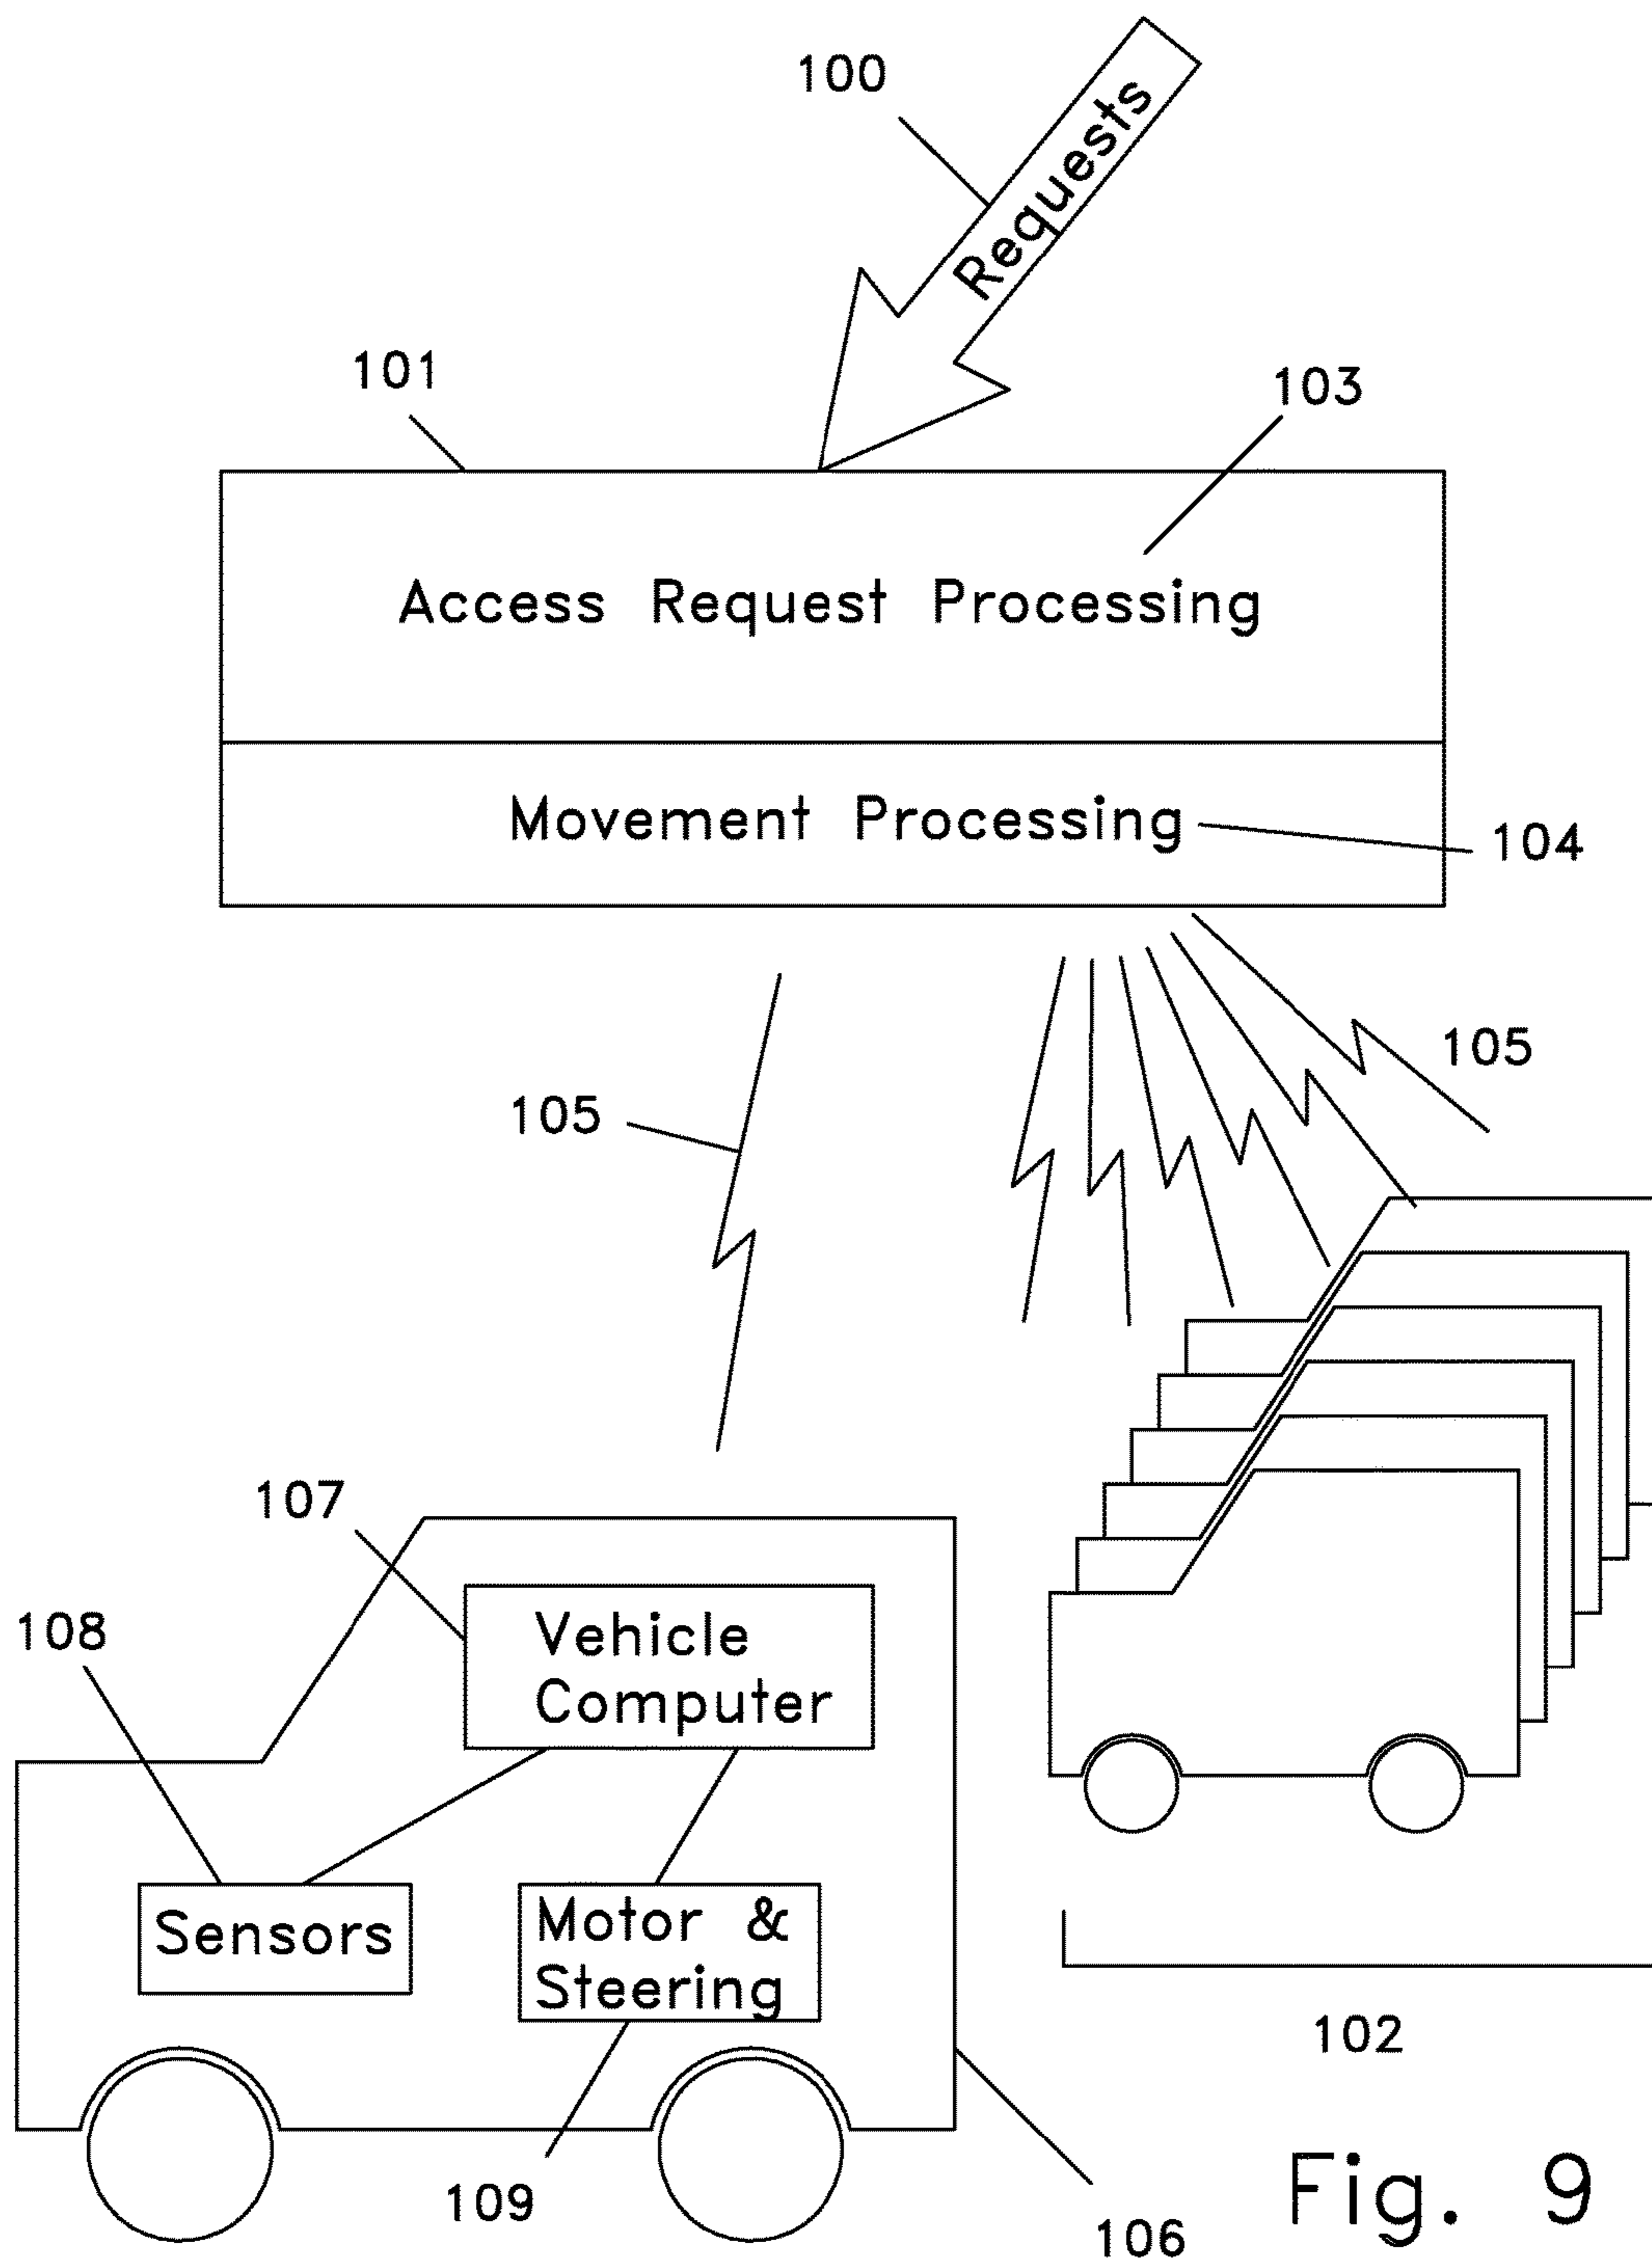 100
Requests
101
103
Access Request Processing
Movement Processing
104
105
105
107
Vehicle
Computer
108
Sensors
Motor &
Steering
102
109
106
Fig. 9